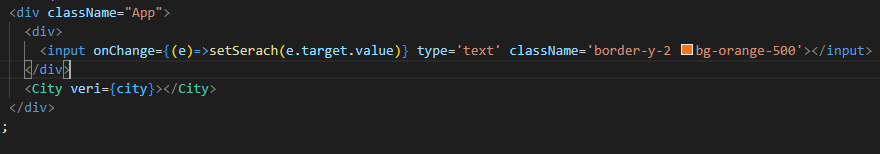 <div className="App">
<div>
<input onChange={(e)=>setSerach(e.target.value)} type='text' className='border-y-2 bg-orange-500'></input>
</div>
<City veri={city}></City>
</div>
;